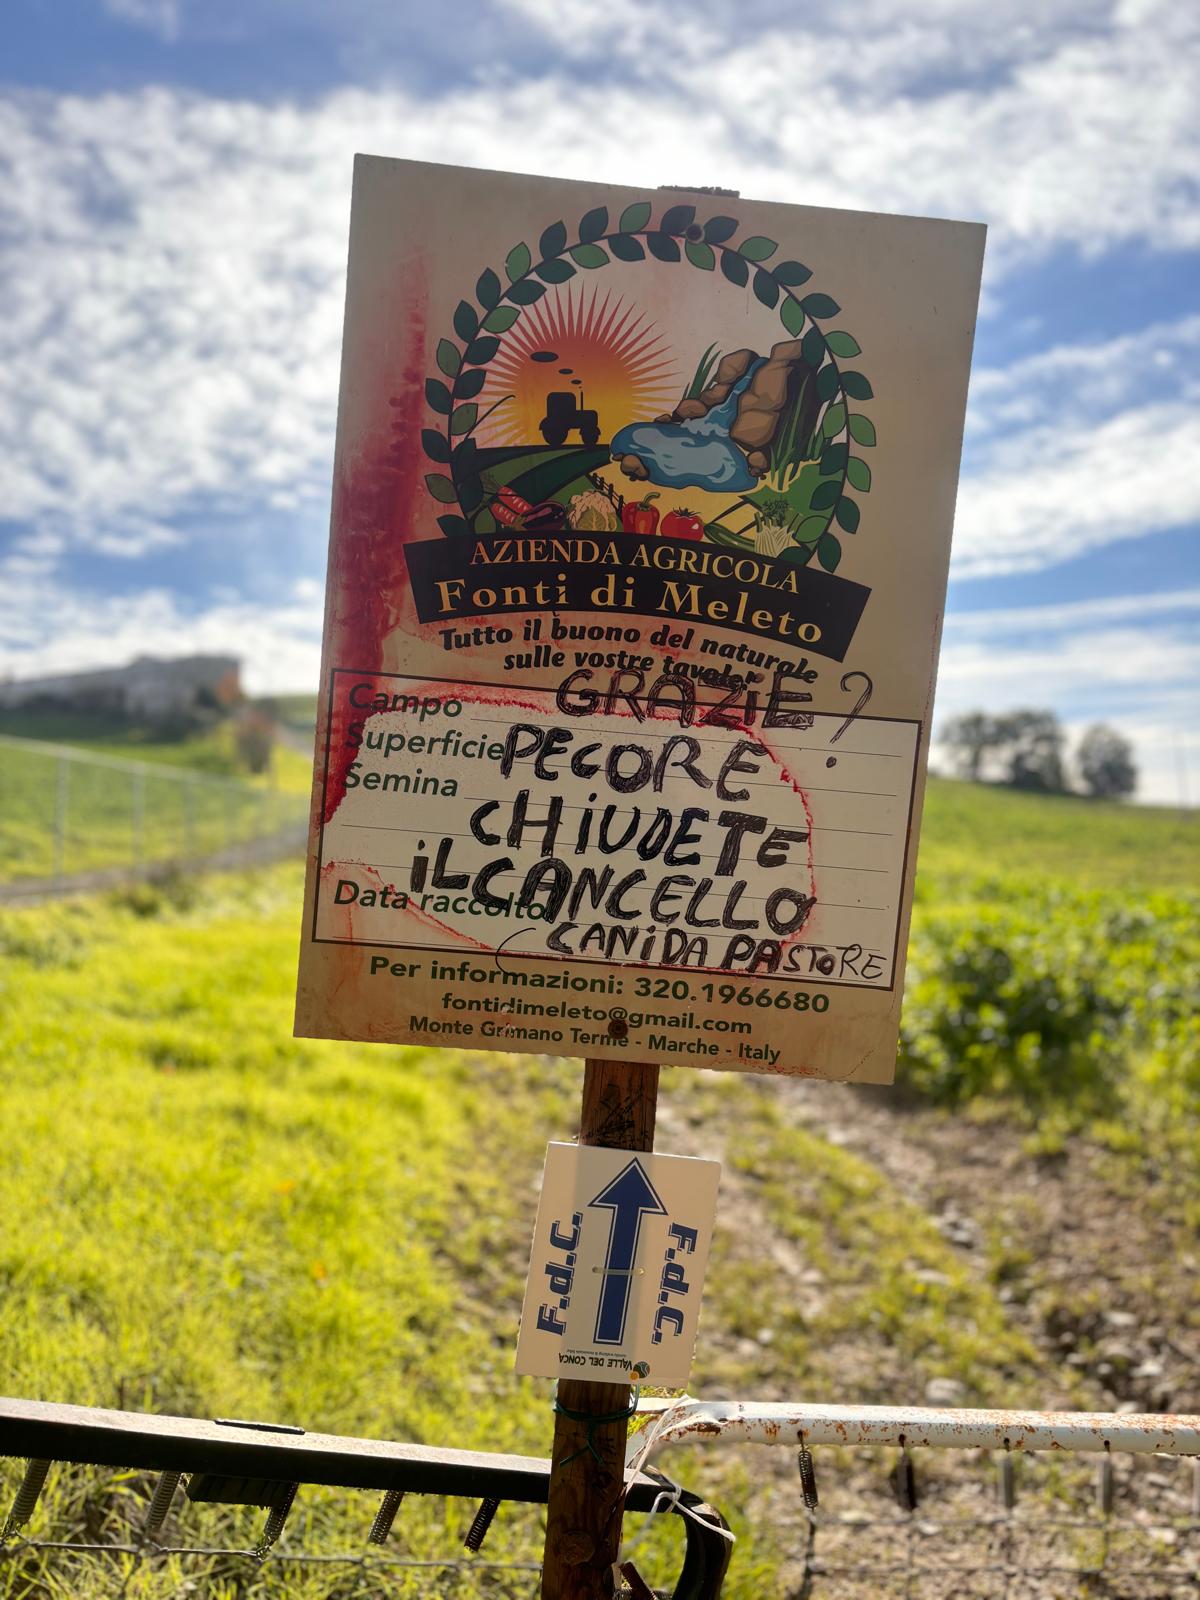 AZIENDA AGRICOLA
Fonti di Meleto
Tutto il buono del naturale
sulle vostre tavole!
GRAZIE?
Campo
Superficie PECORE
Semina
CHIUDETE
iL CANCELLO
Data raccolto
CANi DA PASTORE
Per informazioni: 320.1966680
fontidimeleto@gmail.com
Monte Grimano Terme - Marche - Italy
F.d.C. F.d.C.
VALLE DEL CONCA